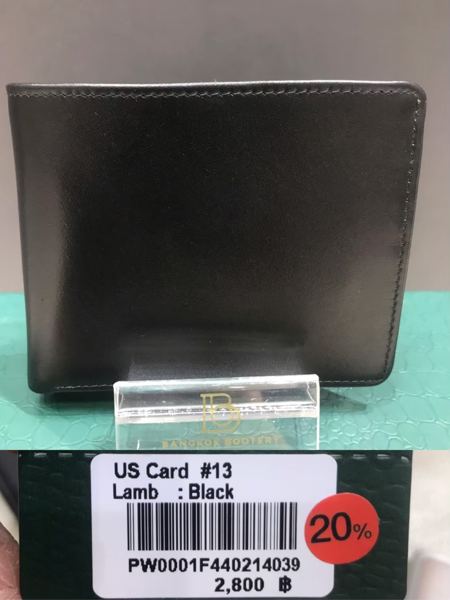 B
BANGKOK BOOTERY
US Card #13
Lamb : Black
20%
PW0001F440214039
2,800 ฿